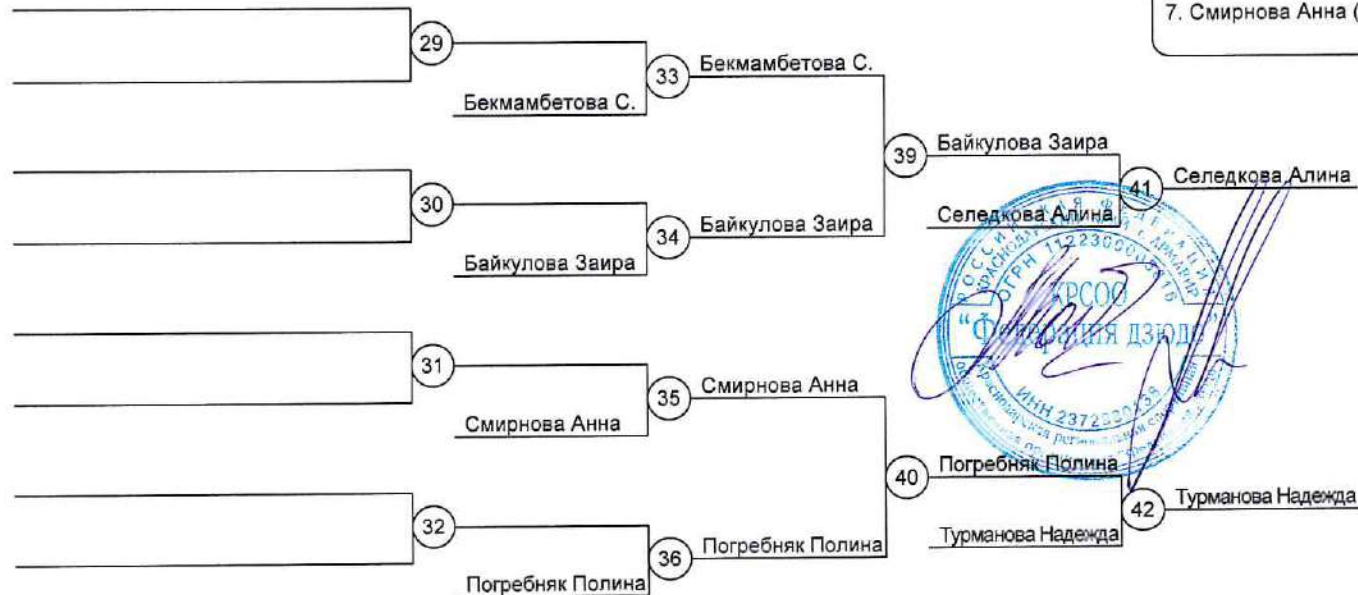 7. Смирнова Анна (
29
33
Бекмамбетова С.
Бекмамбетова С.
39
Байкулова Заира
41
Селедкова Алина
Селедкова Алина
30
34
Байкулова Заира
Байкулова Заира
КРСОО
"Федерация дзюдо"
ИНН
31
35
Смирнова Анна
Смирнова Анна
40
Погребняк Полина
42
Турманова Надежда
Турманова Надежда
32
36
Погребняк Полина
Погребняк Полина